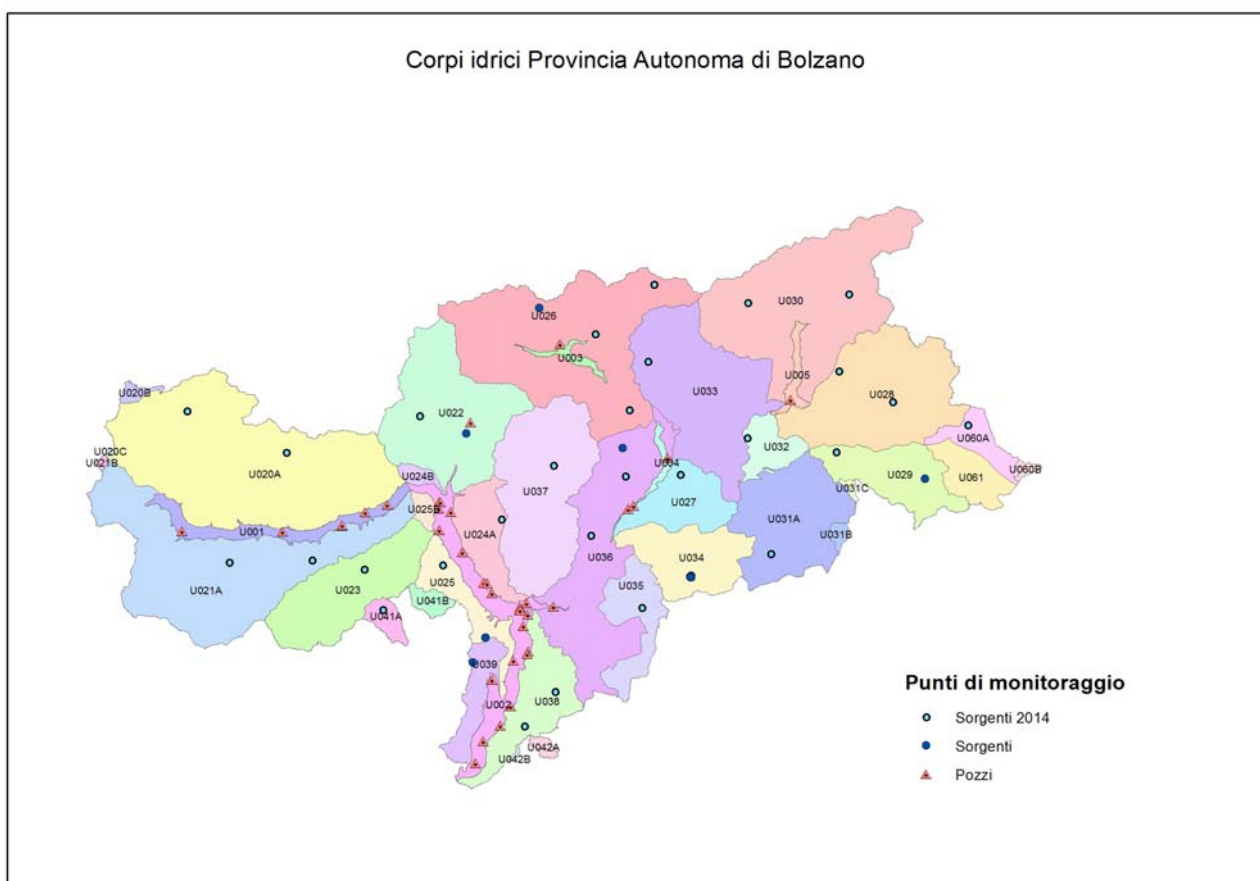 Corpi idrici Provincia Autonoma di Bolzano
U030
U026
U003
U005
U033
U028
U020B
U022
U060A
U032
U020C
U021B
U020A
U024B
U004
U029
U061
U060B
U037
U027
U031C
U025B
U001
U024A
U031A
U031B
U036
U034
U021A
U023
U025
U035
U041B
U041A
U039
U002
U038
U042A
U042B
Punti di monitoraggio
Sorgenti 2014
Sorgenti
Pozzi